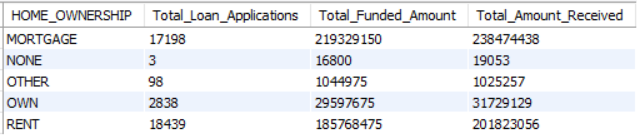 HOME_OWNERSHIP Total_Loan_Applications Total_Funded_Amount Total_Amount_Received
MORTGAGE 17198 219329150 238474438
NONE 3 16800 19053
OTHER 98 1044975 1025257
OWN 2838 29597675 31729129
RENT 18439 185768475 201823056